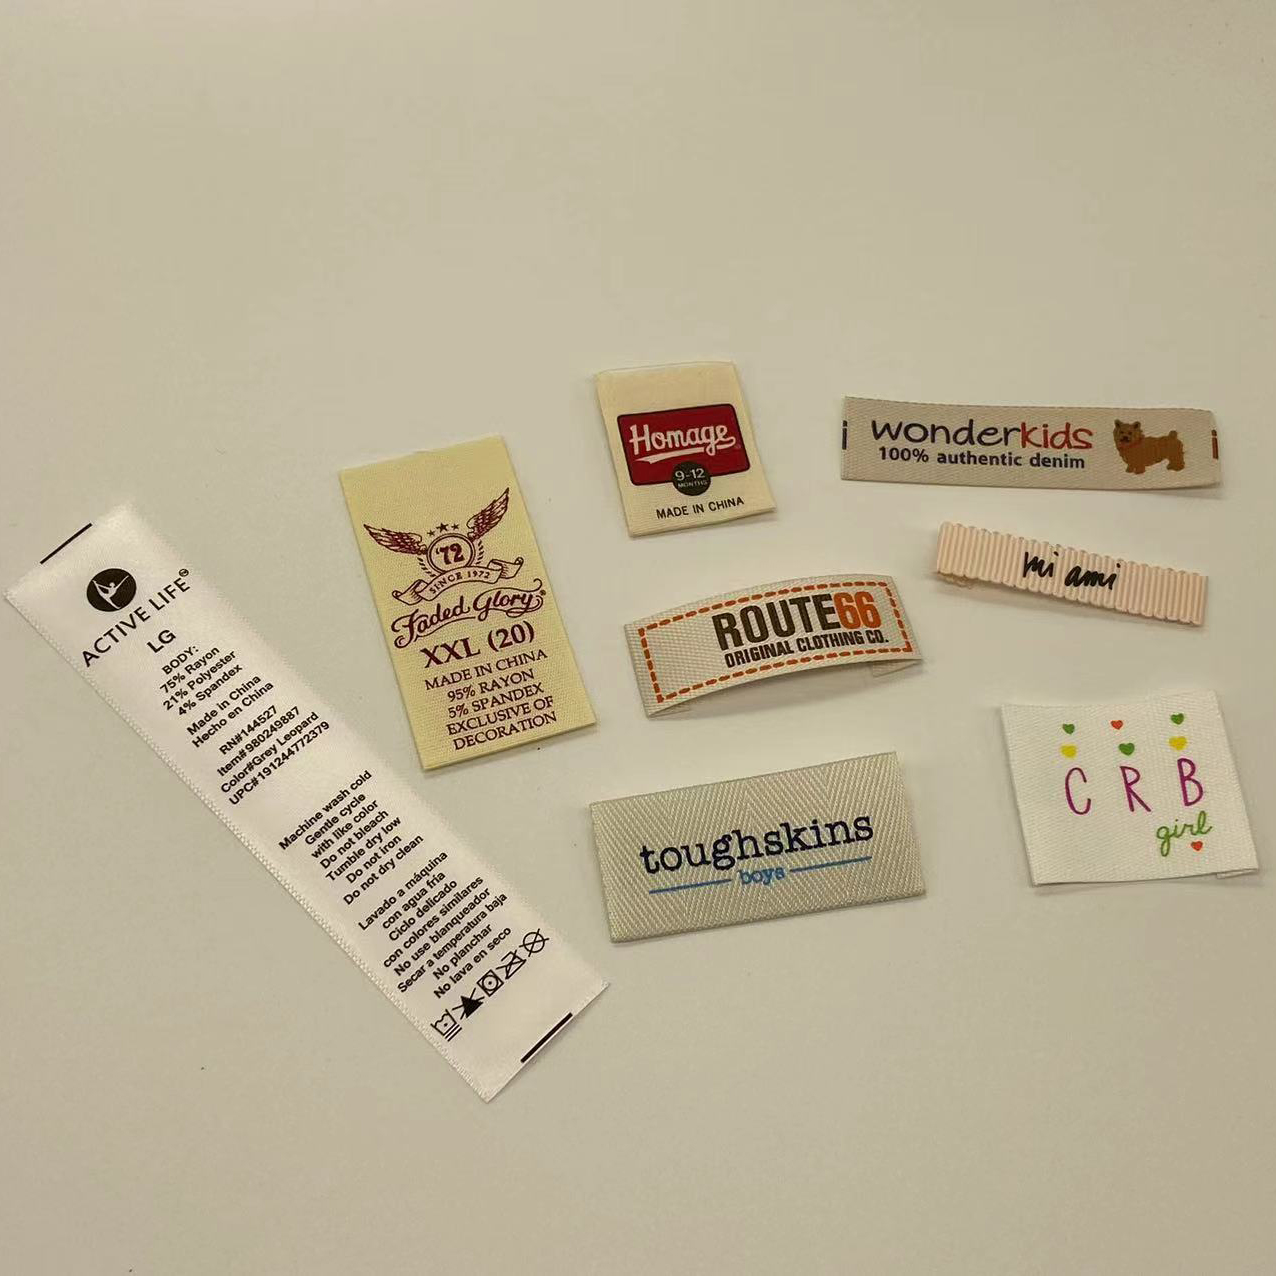 ACTIVE LIFE
LG
BODY:
75% Rayon
21% Polyester
4% Spandex
Made in China
Hecho en China
RN#144527
Item#980249887
Color#Grey Leopard
UPC#191244772379
Machine wash cold
Gentle cycle
with like color
Do not bleach
Tumble dry low
Do not iron
Do not dry clean
Lavado a máquina
con agua fría
Ciclo delicado
con colores similares
No use blanqueador
Secar a temperatura baja
No planchar
No lava en seco
'72
SINCE 1972
Faded Glory®
XXL (20)
MADE IN CHINA
95% RAYON
5% SPANDEX
EXCLUSIVE OF
DECORATION
Homage
9-12
MONTHS
MADE IN CHINA
wonderkids
100% authentic denim
mi ami
ROUTE66
ORIGINAL CLOTHING CO.
toughskins
boys
C R B
girl